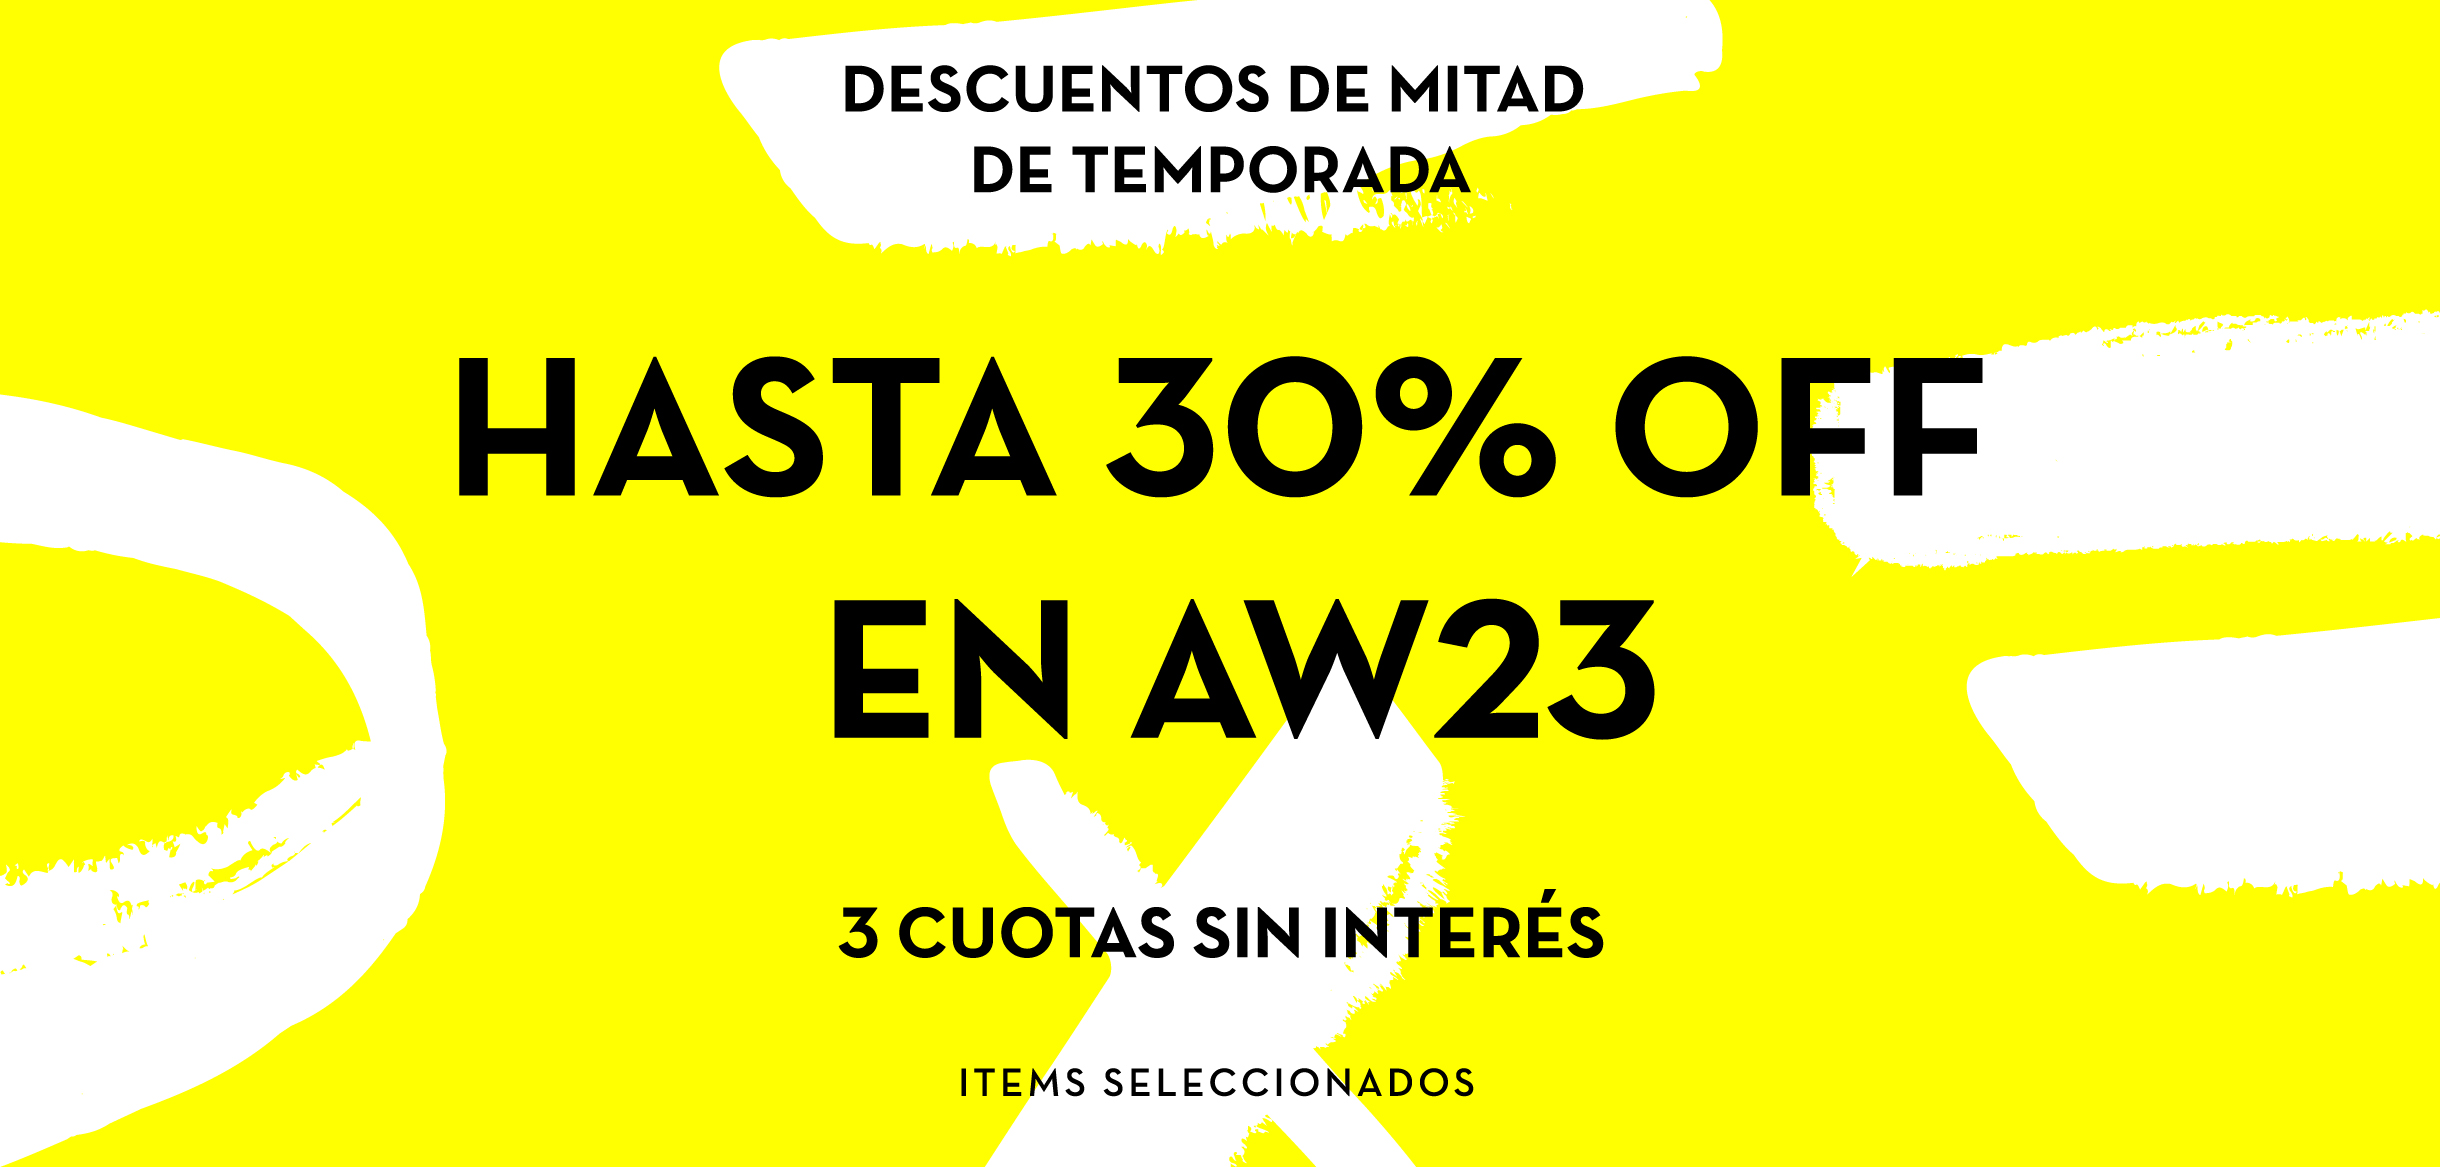 DESCUENTOS DE MITAD
DE TEMPORADA
HASTA 30% OFF
EN AW23
3 CUOTAS SIN INTERÉS
ITEMS SELECCIONADOS